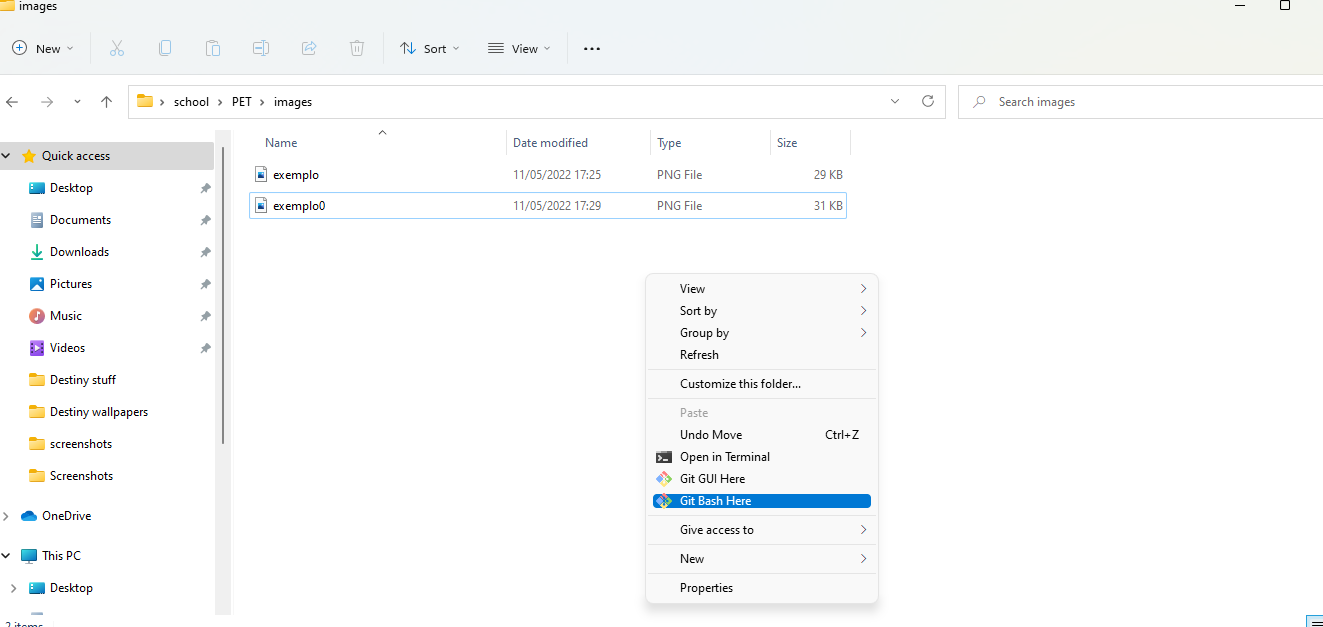 images
New
Sort
View
school > PET > images
Search images
Name Date modified Type Size
exemplo 11/05/2022 17:25 PNG File 29 KB
exemplo0 11/05/2022 17:29 PNG File 31 KB
Quick access
Desktop
Documents
Downloads
Pictures
Music
Videos
Destiny stuff
Destiny wallpapers
screenshots
Screenshots
OneDrive
This PC
Desktop
View
Sort by
Group by
Refresh
Customize this folder...
Paste
Undo Move Ctrl+Z
Open in Terminal
Git GUI Here
Git Bash Here
Give access to
New
Properties
2 items